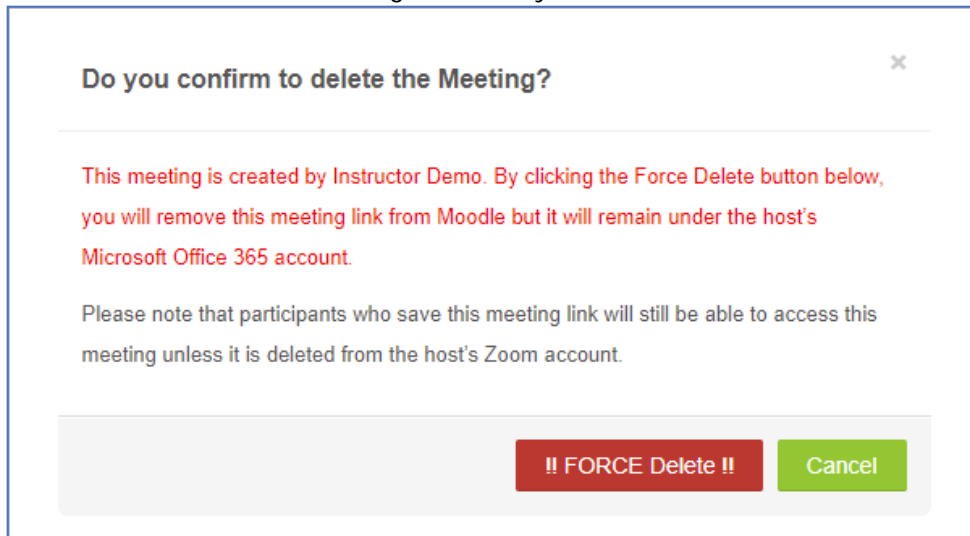 Do you confirm to delete the Meeting?
×
This meeting is created by Instructor Demo. By clicking the Force Delete button below,
you will remove this meeting link from Moodle but it will remain under the host's
Microsoft Office 365 account.
Please note that participants who save this meeting link will still be able to access this
meeting unless it is deleted from the host's Zoom account.
!! FORCE Delete !! Cancel